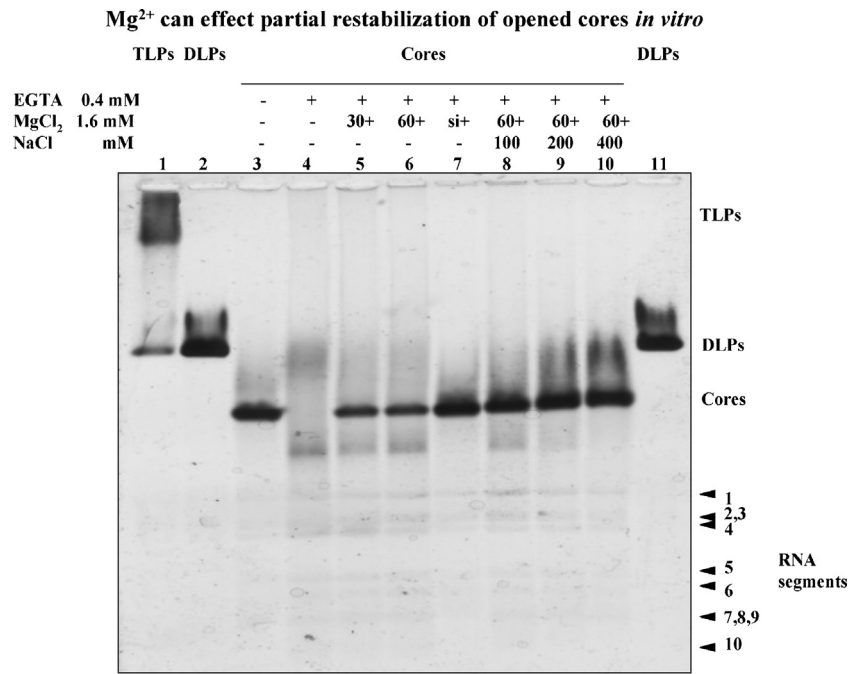 Mg²⁺ can effect partial restabilization of opened cores in vitro
TLPs DLPs Cores DLPs
EGTA 0.4 mM - + + + + + + +
MgCl₂ 1.6 mM - - 30+ 60+ si+ 60+ 60+ 60+
NaCl mM - - - - - 100 200 400
1 2 3 4 5 6 7 8 9 10 11
TLPs
DLPs
Cores
1
2,3
4
5
RNA
segments
6
7,8,9
10